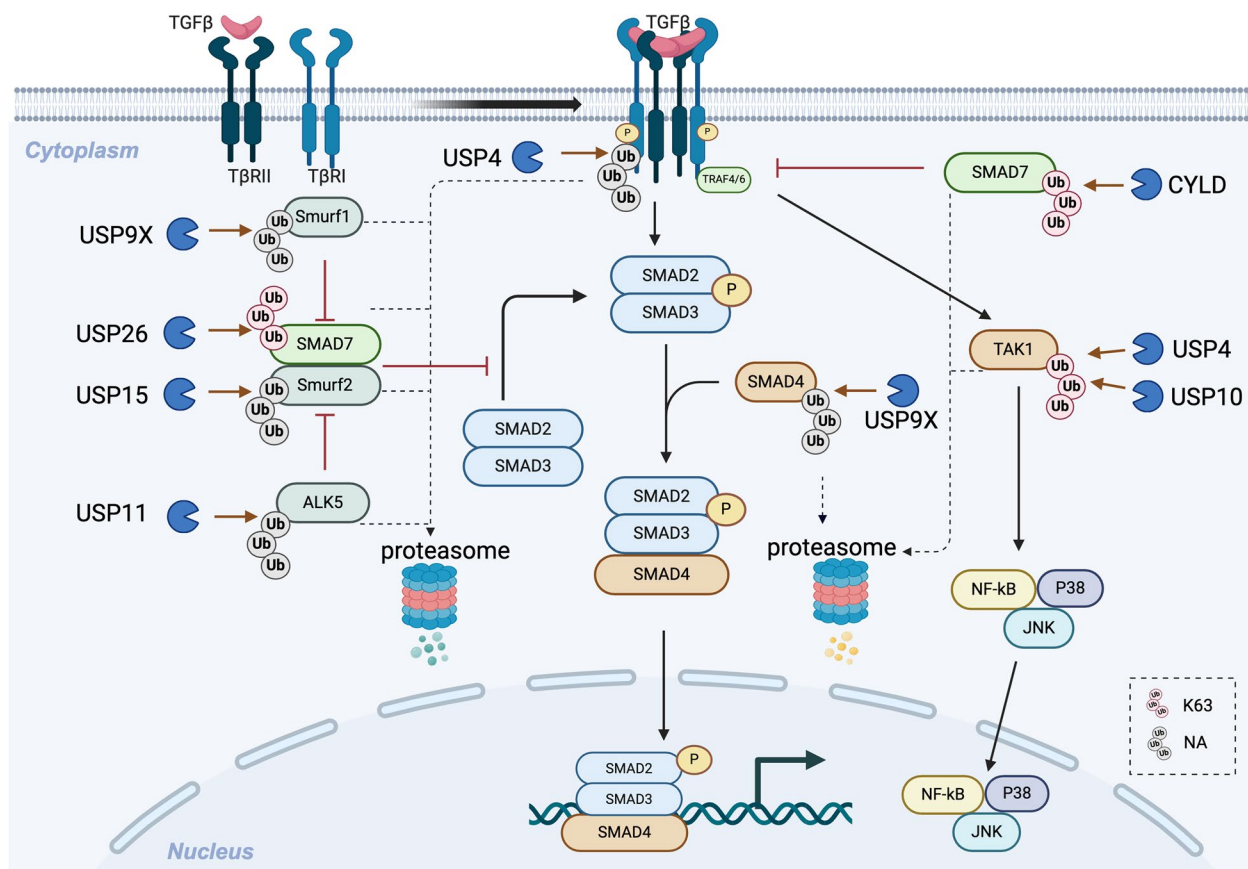 TGFβ
TGFβ
P
P
Cytoplasm
USP4
Ub
Ub
Ub
TβRII
TβRI
TRAF4/6
SMAD7
Ub
Ub
Ub
CYLD
USP9X
Smurf1
Ub
Ub
Ub
SMAD2
SMAD3
P
USP26
Ub
Ub
Ub
SMAD7
USP15
Smurf2
Ub
Ub
Ub
TAK1
Ub
Ub
Ub
USP4
USP10
SMAD4
Ub
Ub
Ub
USP9X
SMAD2
SMAD3
USP11
ALK5
Ub
Ub
Ub
SMAD2
SMAD3
P
SMAD4
proteasome
proteasome
NF-kB
P38
JNK
Ub
Ub
Ub
K63
Ub
Ub
Ub
NA
SMAD2
P
SMAD3
SMAD4
NF-kB
P38
JNK
Nucleus